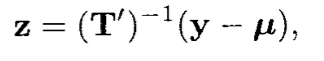 𝐳 = (𝐓′)⁻¹(𝐲 − 𝝁),